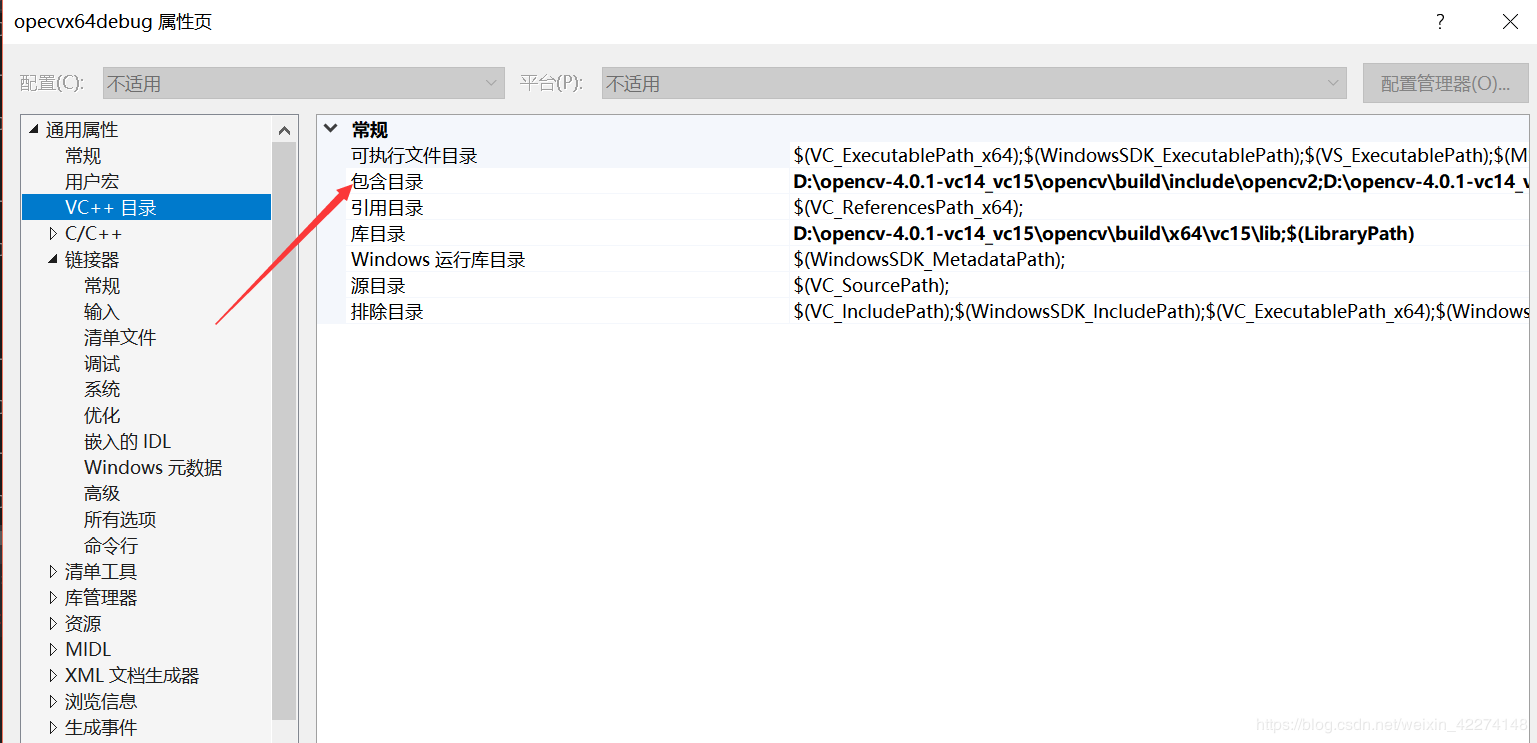 opecvx64debug 属性页
配置(C): 不适用 平台(P): 不适用 配置管理器(O)...
通用属性
常规
用户宏
VC++ 目录
C/C++
链接器
常规
输入
清单文件
调试
系统
优化
嵌入的 IDL
Windows 元数据
高级
所有选项
命令行
清单工具
库管理器
资源
MIDL
XML 文档生成器
浏览信息
生成事件
常规
可执行文件目录 $(VC_ExecutablePath_x64);$(WindowsSDK_ExecutablePath);$(VS_ExecutablePath);$(M
包含目录 D:\opencv-4.0.1-vc14_vc15\opencv\build\include\opencv2;D:\opencv-4.0.1-vc14_v
引用目录 $(VC_ReferencesPath_x64);
库目录 D:\opencv-4.0.1-vc14_vc15\opencv\build\x64\vc15\lib;$(LibraryPath)
Windows 运行库目录 $(WindowsSDK_MetadataPath);
源目录 $(VC_SourcePath);
排除目录 $(VC_IncludePath);$(WindowsSDK_IncludePath);$(VC_ExecutablePath_x64);$(Windows
https://blog.csdn.net/weixin_42274148